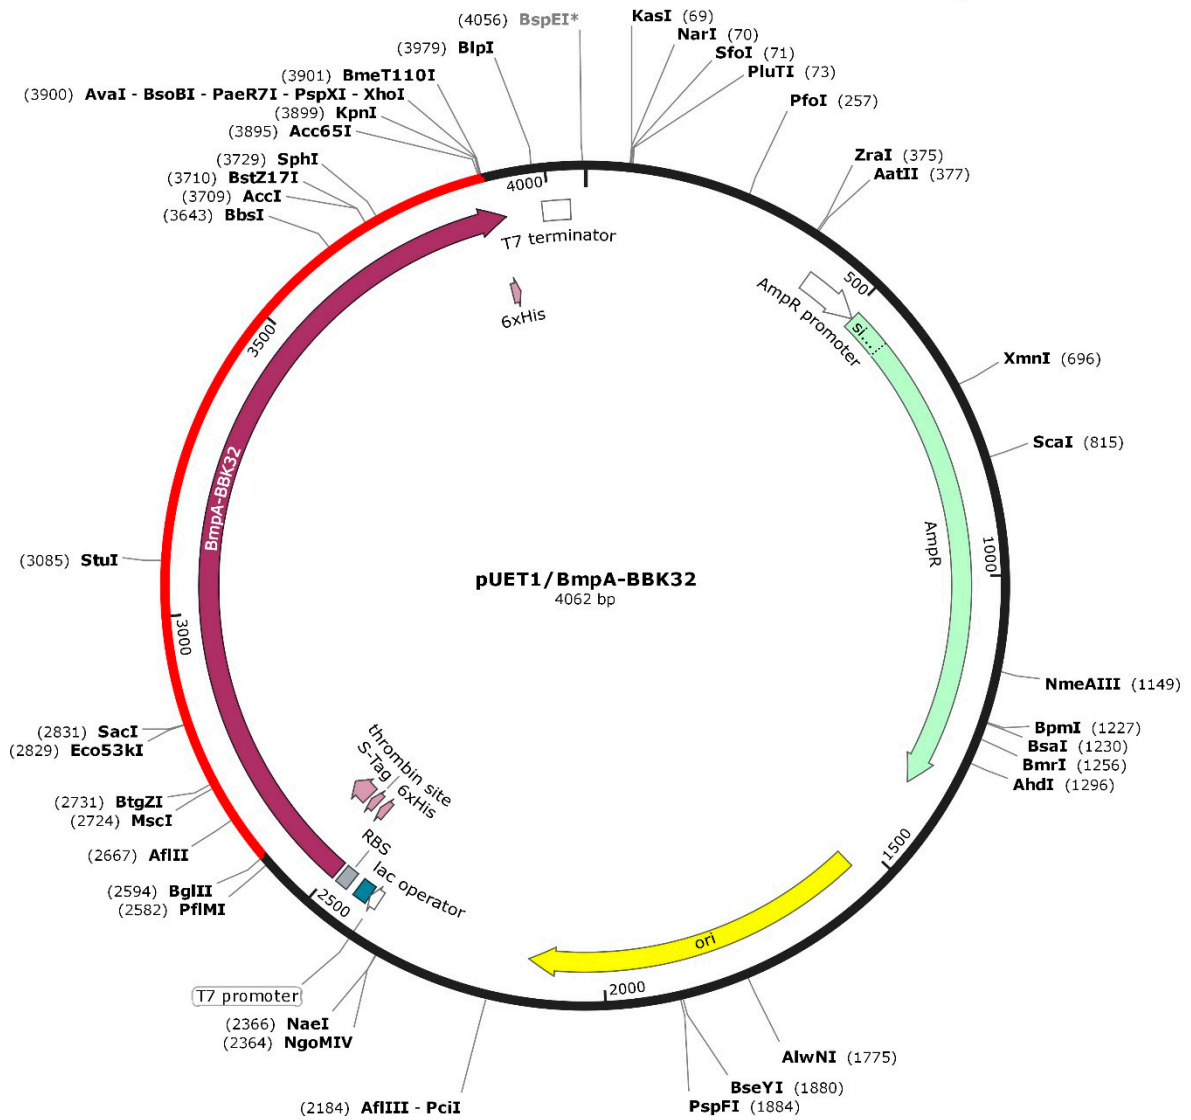 (4056) BspEI*
(3979) BlpI
(3901) BmeT110I
(3900) AvaI - BsoBI - PaeR7I - PspXI - XhoI
(3899) KpnI
(3895) Acc65I
(3729) SphI
(3710) BstZ17I
(3709) AccI
(3643) BbsI
KasI (69)
NarI (70)
SfoI (71)
PluTI (73)
PfoI (257)
ZraI (375)
AatII (377)
4000
T7 terminator
6xHis
500
AmpR promoter
si...
XmnI (696)
ScaI (815)
3500
BmpA-BBK32
AmpR
1000
(3085) StuI
pUET1/BmpA-BBK32
4062 bp
3000
NmeAIII (1149)
BpmI (1227)
BsaI (1230)
BmrI (1256)
AhdI (1296)
(2831) SacI
(2829) Eco53kI
(2731) BtgZI
(2724) MscI
(2667) AflII
(2594) BglII
(2582) PflMI
thrombin site
S-Tag
6xHis
RBS
lac operator
2500
1500
ori
2000
T7 promoter
(2366) NaeI
(2364) NgoMIV
(2184) AflIII - PciI
AlwNI (1775)
BseYI (1880)
PspFI (1884)